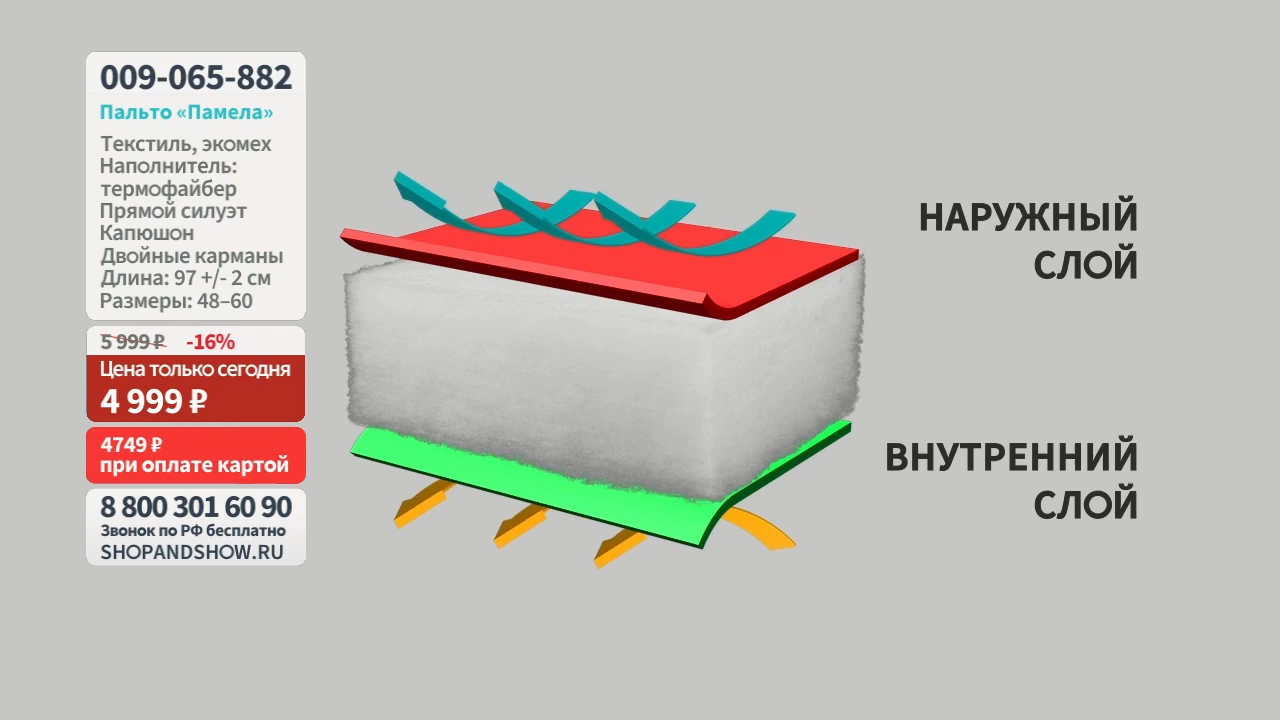 009-065-882
Пальто «Памела»
Текстиль, экомех
Наполнитель:
термофайбер
Прямой силуэт
Капюшон
Двойные карманы
Длина: 97 +/- 2 см
Размеры: 48–60
5 999 ₽ -16%
Цена только сегодня
4 999 ₽
4749 ₽
при оплате картой
8 800 301 60 90
Звонок по РФ бесплатно
SHOPANDSHOW.RU
НАРУЖНЫЙ
СЛОЙ
ВНУТРЕННИЙ
СЛОЙ